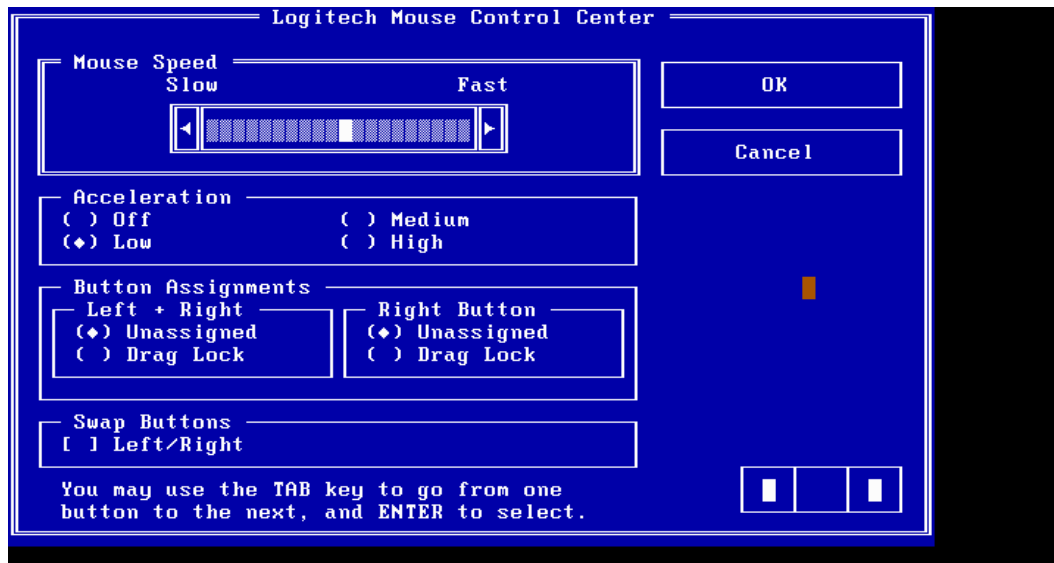 Logitech Mouse Control Center
Mouse Speed
Slow Fast
OK
Cancel
Acceleration
( ) Off ( ) Medium
(◆) Low ( ) High
Button Assignments
Left + Right Right Button
(◆) Unassigned (◆) Unassigned
( ) Drag Lock ( ) Drag Lock
Swap Buttons
[ ] Left/Right
You may use the TAB key to go from one
button to the next, and ENTER to select.